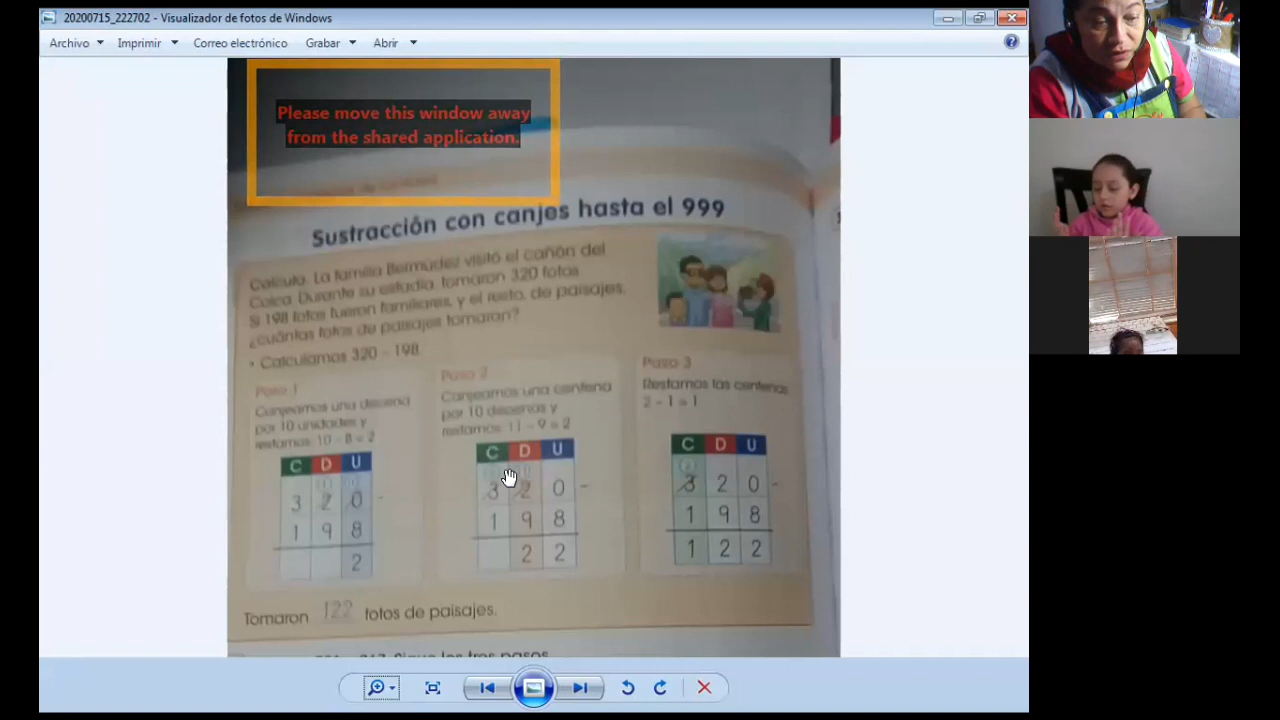 20200715_222702 - Visualizador de fotos de Windows
Archivo Imprimir Correo electrónico Grabar Abrir
Please move this window away
from the shared application.
Sustracción con canjes hasta el 999
Calcula. La familia Bermúdez visitó el cañón del
Colca. Durante su estadía, tomaron 320 fotos.
Si 198 fotos fueron familiares, y el resto, de paisajes,
¿cuántas fotos de paisajes tomaron?
• Calculamos 320 - 198
Paso 1
Canjeamos una decena
por 10 unidades y
restamos: 10 - 8 = 2
C D U
3 2 0 -
1 9 8
2
Paso 2
Canjeamos una centena
por 10 decenas y
restamos: 11 - 9 = 2
C D U
3 2 0 -
1 9 8
2 2
Paso 3
Restamos las centenas
2 - 1 = 1
C D U
2
3 2 0 -
1 9 8
1 2 2
Tomaron 122 fotos de paisajes.